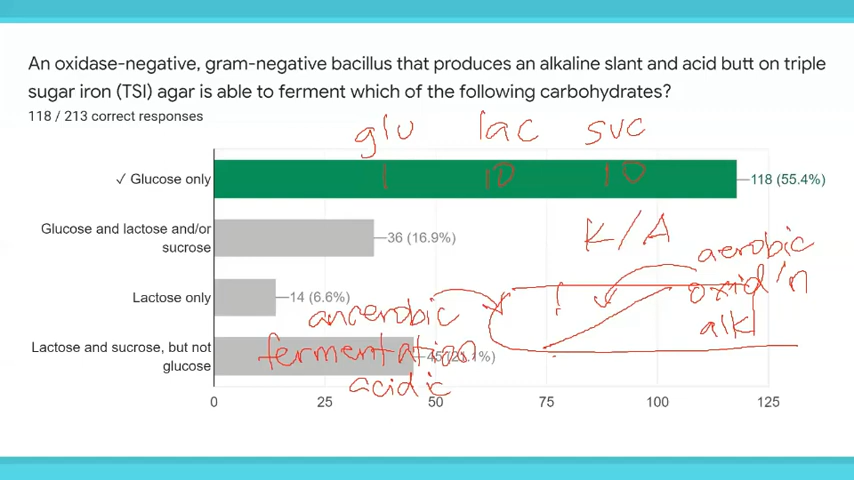 An oxidase-negative, gram-negative bacillus that produces an alkaline slant and acid butt on triple
sugar iron (TSI) agar is able to ferment which of the following carbohydrates?
118 / 213 correct responses
glu lac suc
1 10 10
✓ Glucose only
118 (55.4%)
Glucose and lactose and/or
sucrose
36 (16.9%)
K/A
aerobic
oxid'n
alkl
Lactose only
14 (6.6%)
anerobic
fermentation
acidic
Lactose and sucrose, but not
glucose
0 25 50 75 100 125